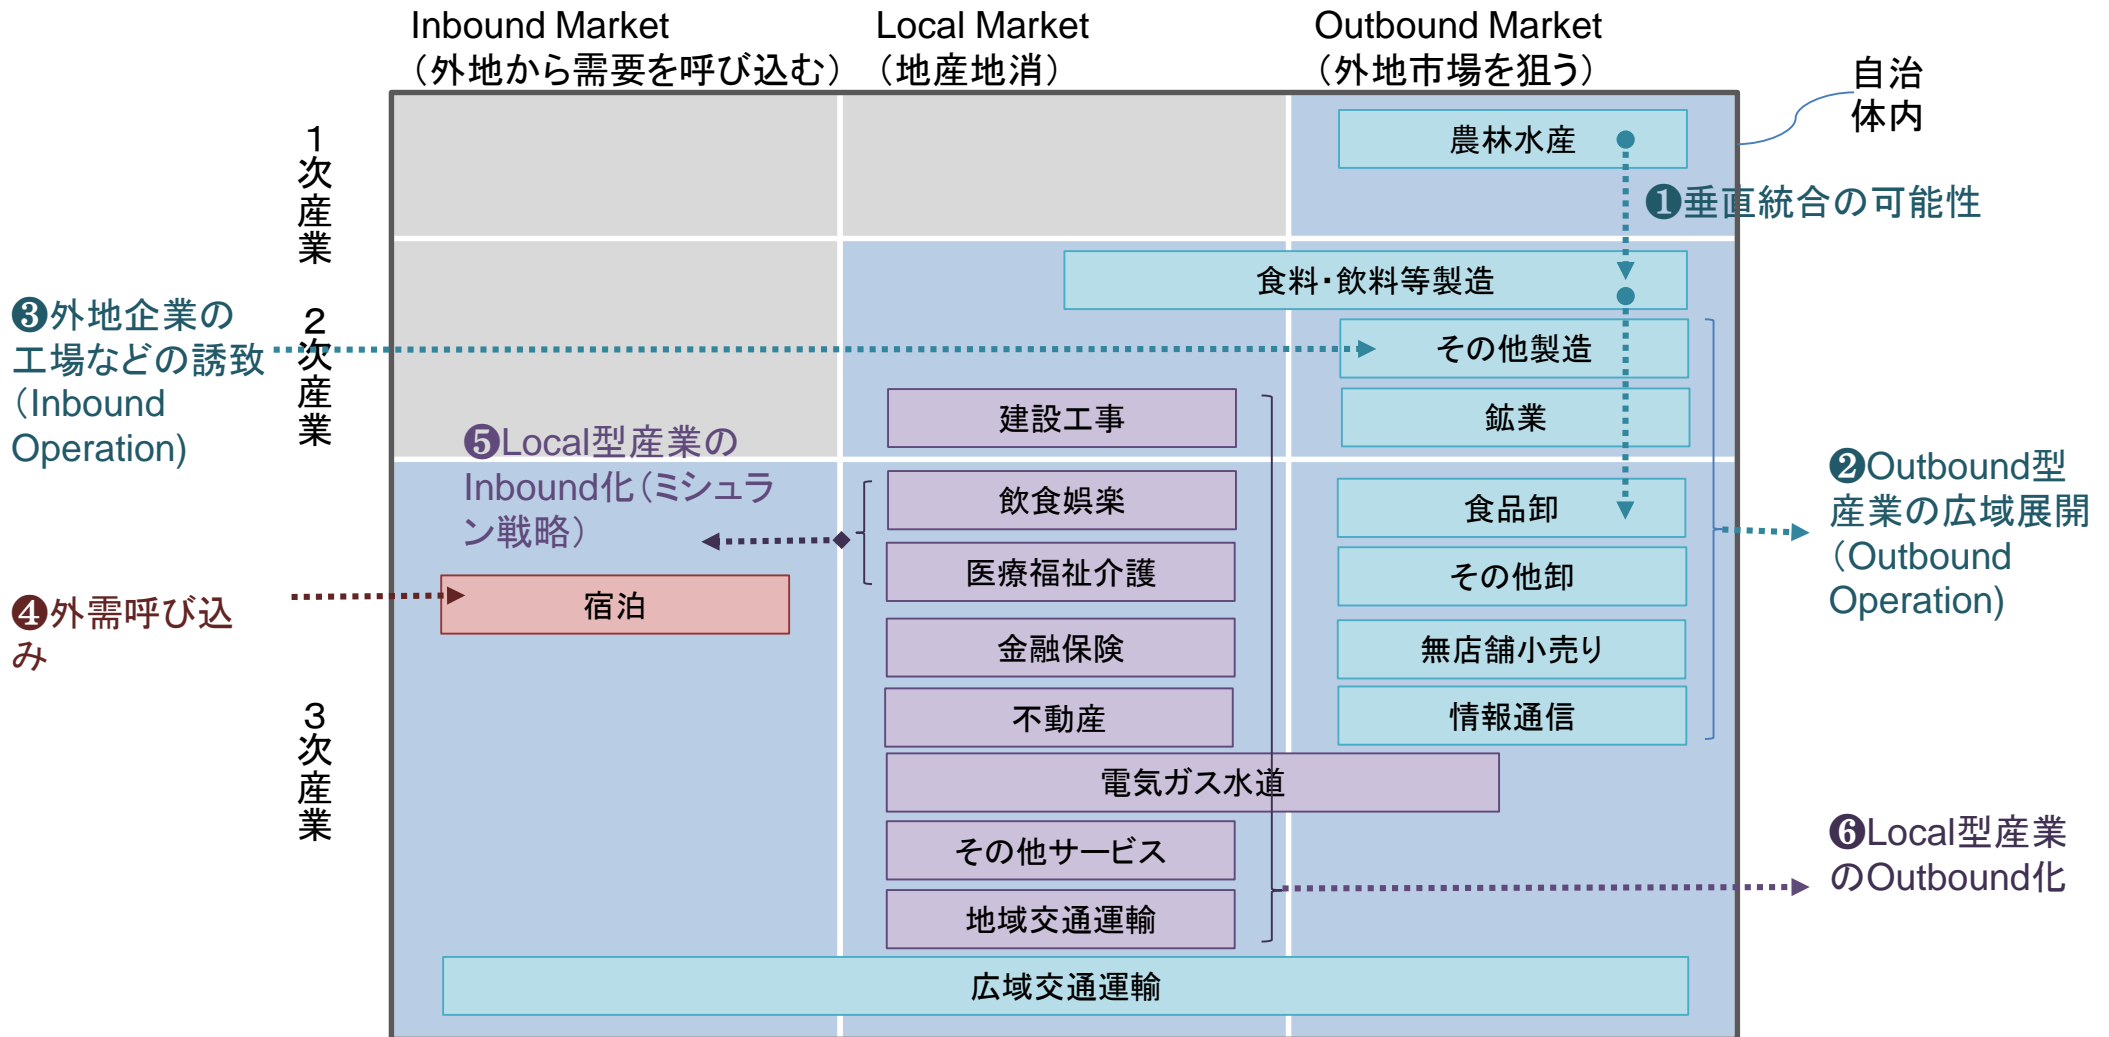 Inbound Market
（外地から需要を呼び込む）
Local Market
（地産地消）
Outbound Market
（外地市場を狙う）
自治
体内
１次産業
農林水産
❶垂直統合の可能性
２次産業
食料・飲料等製造
❸外地企業の
工場などの誘致
（Inbound
Operation)
その他製造
建設工事
鉱業
❺Local型産業の
Inbound化（ミシュラ
ン戦略）
❷Outbound型
産業の広域展開
（Outbound
Operation)
３次産業
飲食娯楽
食品卸
医療福祉介護
その他卸
❹外需呼び込
み
宿泊
金融保険
無店舗小売り
不動産
情報通信
電気ガス水道
その他サービス
❻Local型産業
のOutbound化
地域交通運輸
広域交通運輸